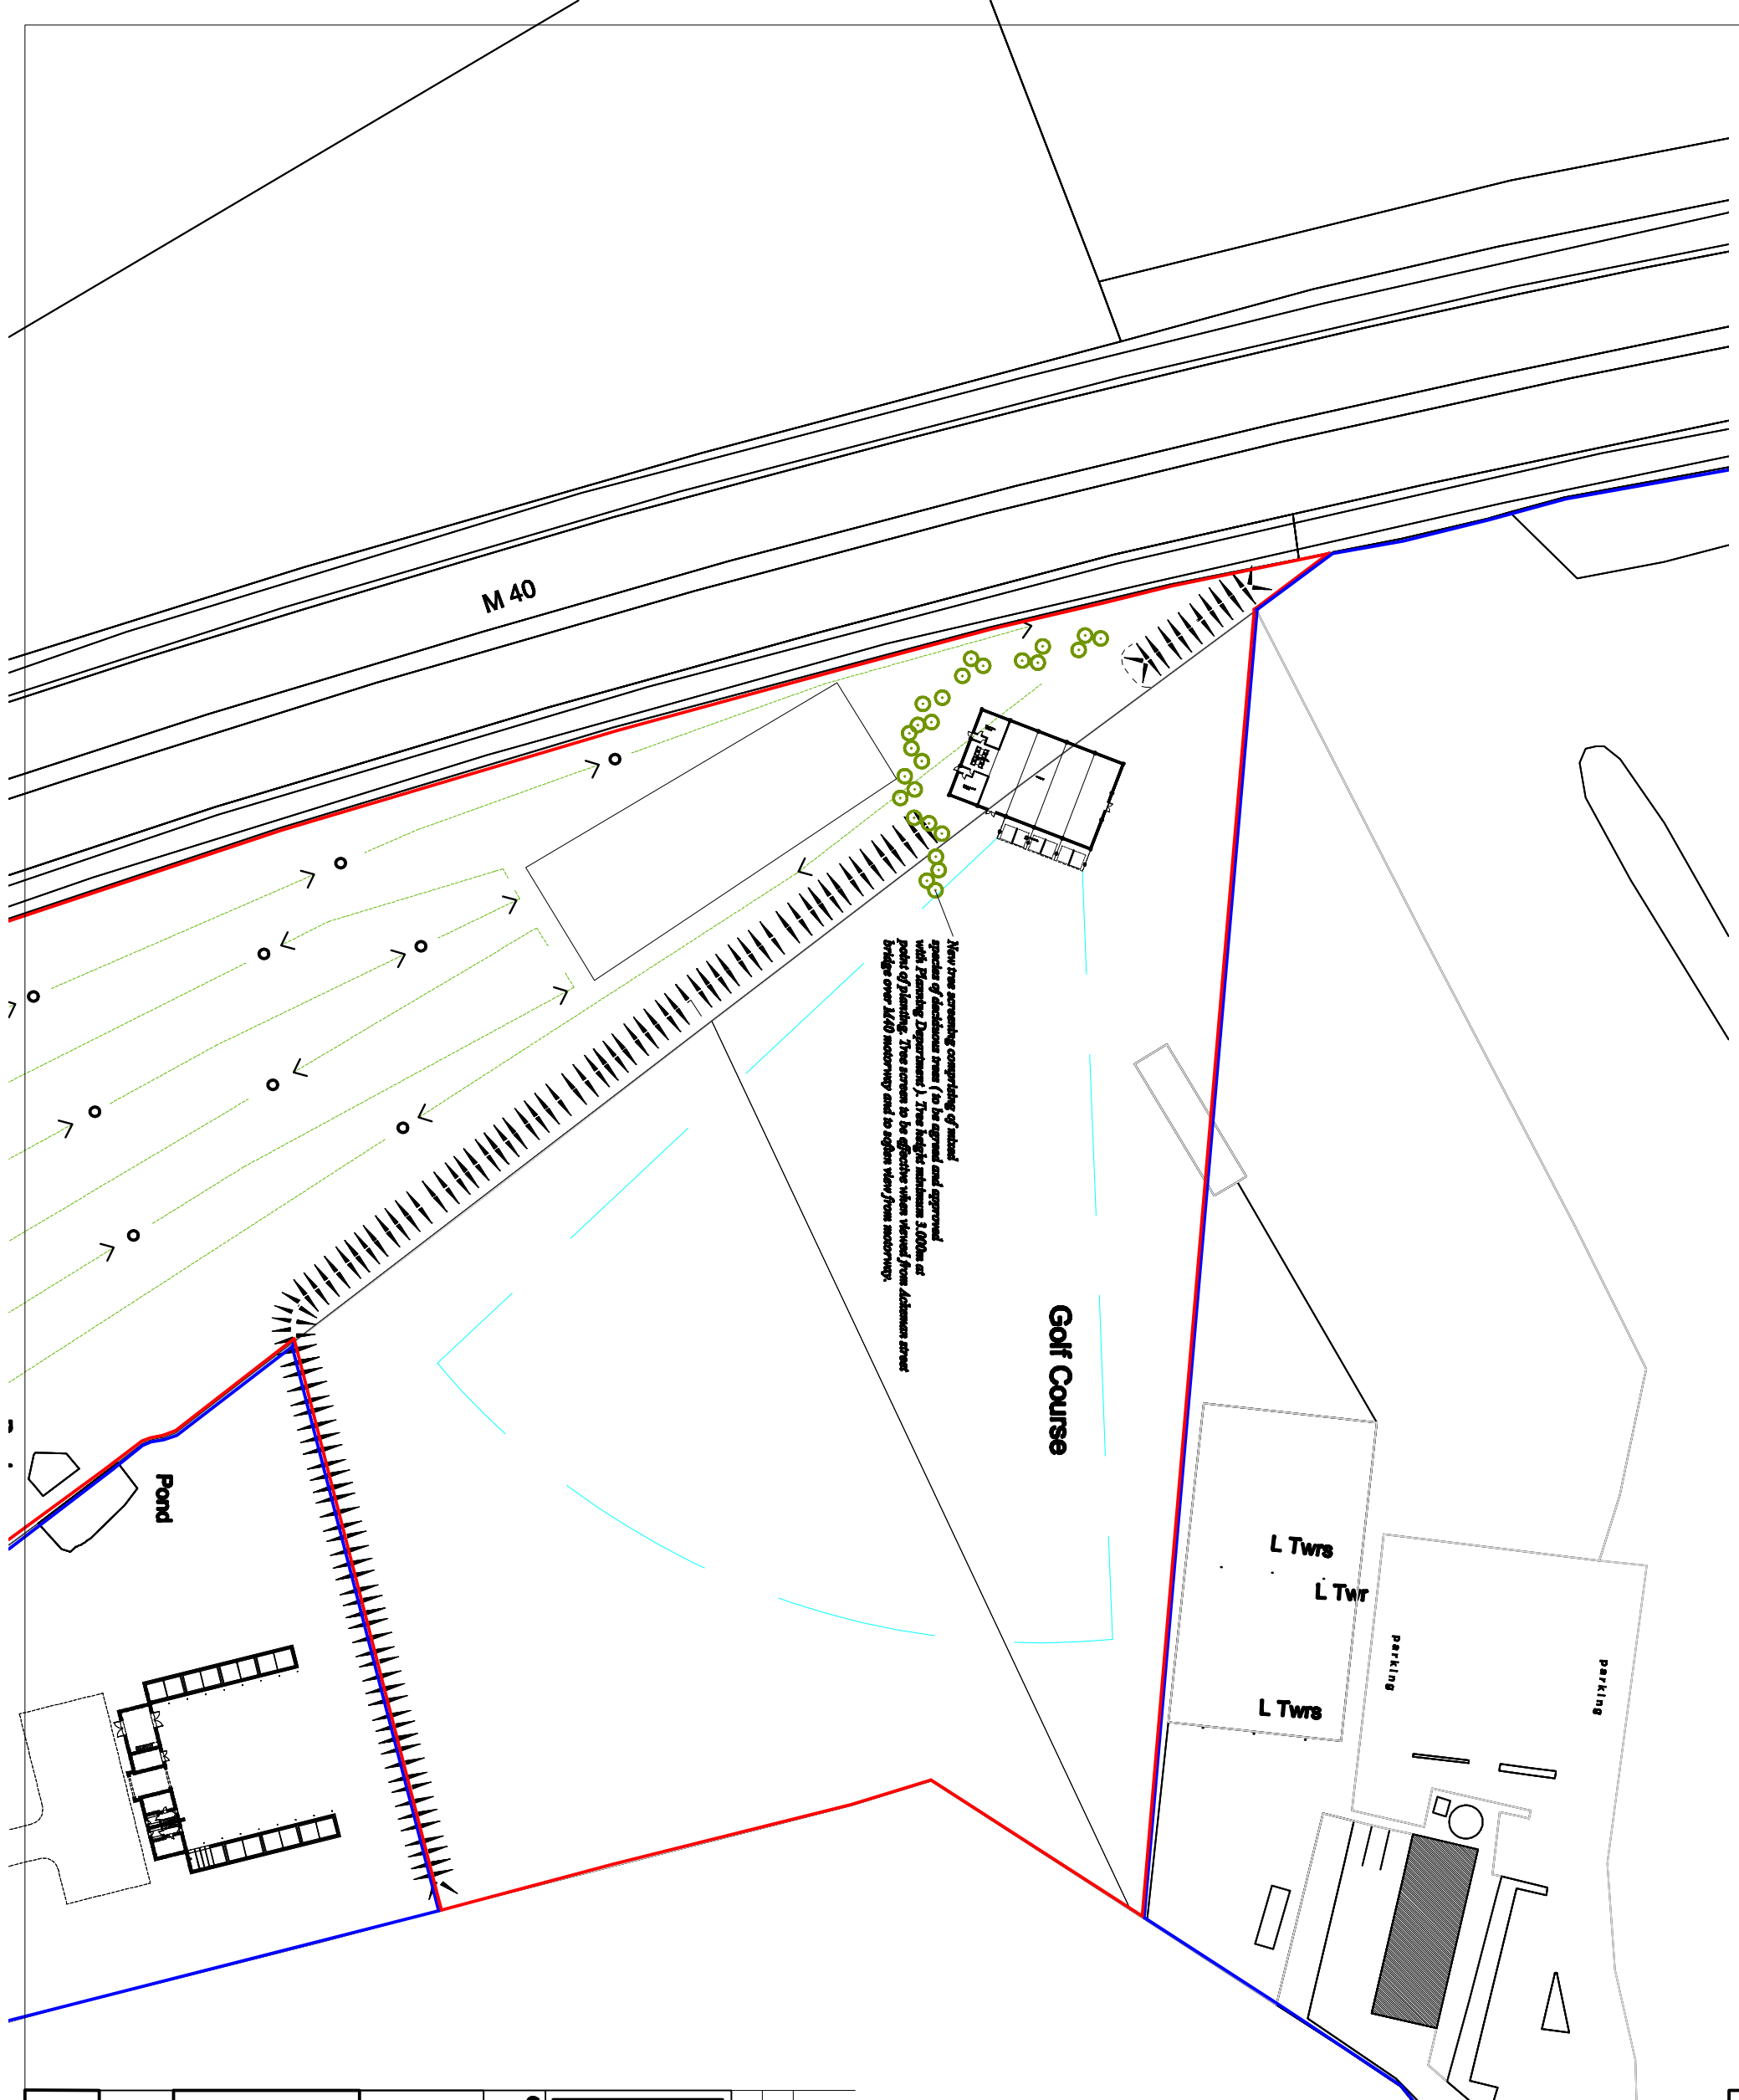 M 40
New tree screening comprising of mixed
species of deciduous trees ( to be agreed and approved
with Planning Department ). Tree height minimum 3.000m at
point of planting. Tree screen to be effective when viewed from Ackeman street
bridge over M40 motorway and to soften view from motorway.
Golf Course
Pond
L Twrs
L Twr
parking
parking
L Twrs